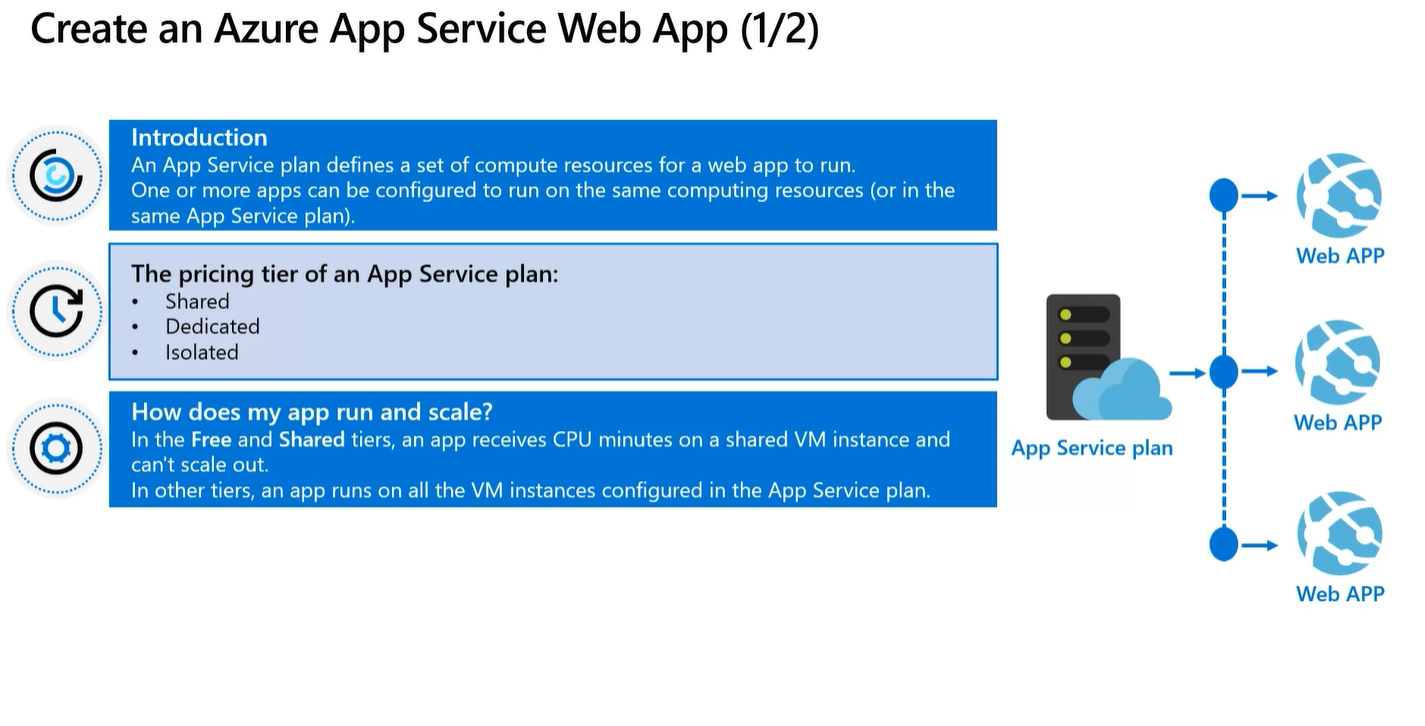 Create an Azure App Service Web App (1/2)
Introduction
An App Service plan defines a set of compute resources for a web app to run.
One or more apps can be configured to run on the same computing resources (or in the
same App Service plan).
The pricing tier of an App Service plan:
• Shared
• Dedicated
• Isolated
How does my app run and scale?
In the Free and Shared tiers, an app receives CPU minutes on a shared VM instance and
can't scale out.
In other tiers, an app runs on all the VM instances configured in the App Service plan.
App Service plan
Web APP
Web APP
Web APP